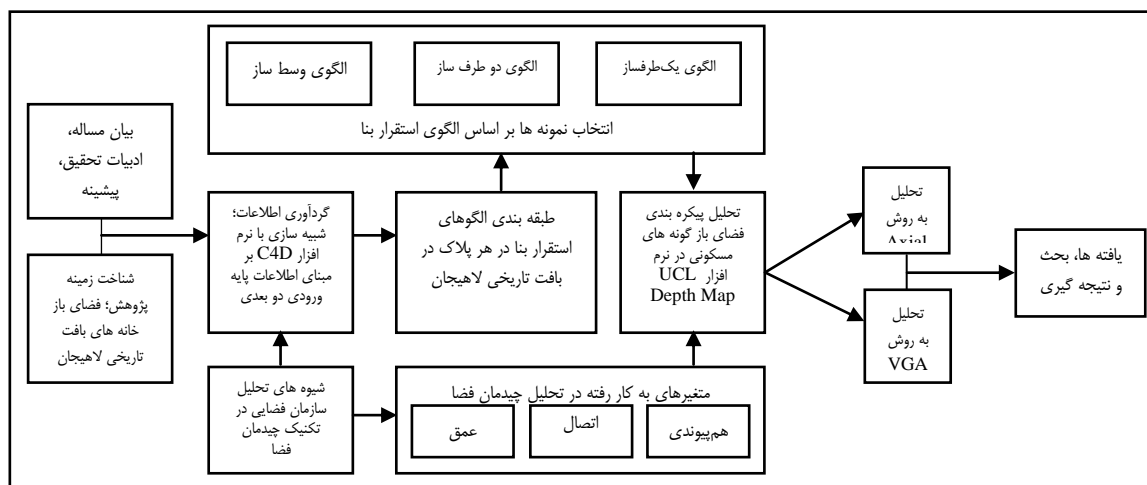 الگوی وسط ساز
الگوی دو طرف ساز
الگوی یک‌طرفساز
انتخاب نمونه ها بر اساس الگوی استقرار بنا
بیان مساله،
ادبیات تحقیق،
پیشینه
شناخت زمینه
پژوهش؛ فضای باز
خانه های بافت
تاریخی لاهیجان
گردآوری اطلاعات؛
شبیه سازی با نرم
افزار C4D بر
مبنای اطلاعات پایه
ورودی دو بعدی
طبقه بندی الگوهای
استقرار بنا در هر پلاک در
بافت تاریخی لاهیجان
تحلیل پیکره بندی
فضای باز گونه های
مسکونی در نرم
افزار UCL
Depth Map
تحلیل
به روش
Axial
تحلیل
به روش
VGA
یافته ها، بحث
و نتیجه گیری
شیوه های تحلیل
سازمان فضایی در
تکنیک چیدمان
فضا
متغیرهای به کار رفته در تحلیل چیدمان فضا
عمق
اتصال
هم‌پیوندی